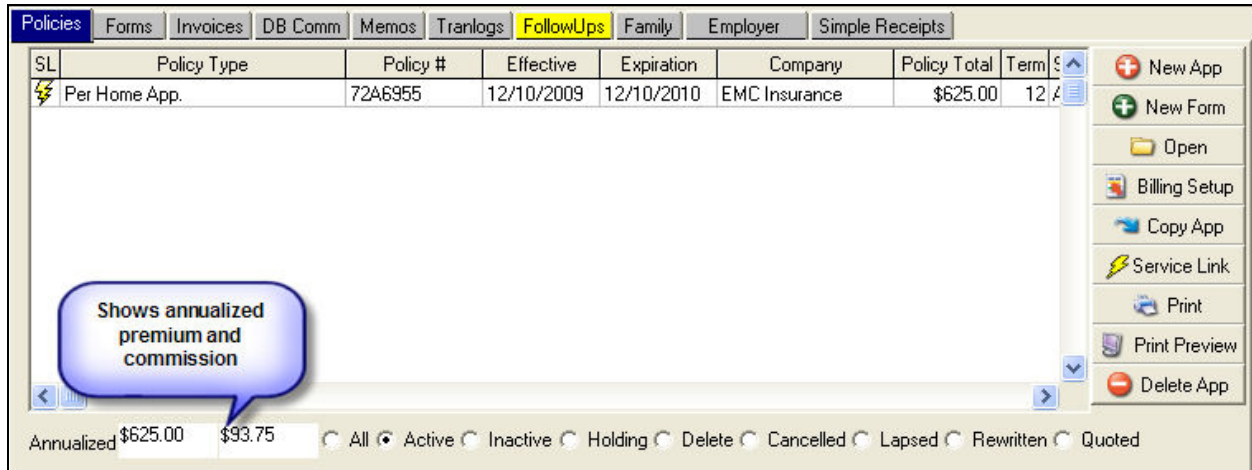 Policies Forms Invoices DB Comm Memos Tranlogs FollowUps Family Employer Simple Receipts
SL Policy Type Policy # Effective Expiration Company Policy Total Term S
Per Home App. 72A6955 12/10/2009 12/10/2010 EMC Insurance $625.00 12 A
New App
New Form
Open
Billing Setup
Copy App
Service Link
Print
Print Preview
Delete App
Shows annualized
premium and
commission
Annualized $625.00 $93.75 All Active Inactive Holding Delete Cancelled Lapsed Rewritten Quoted